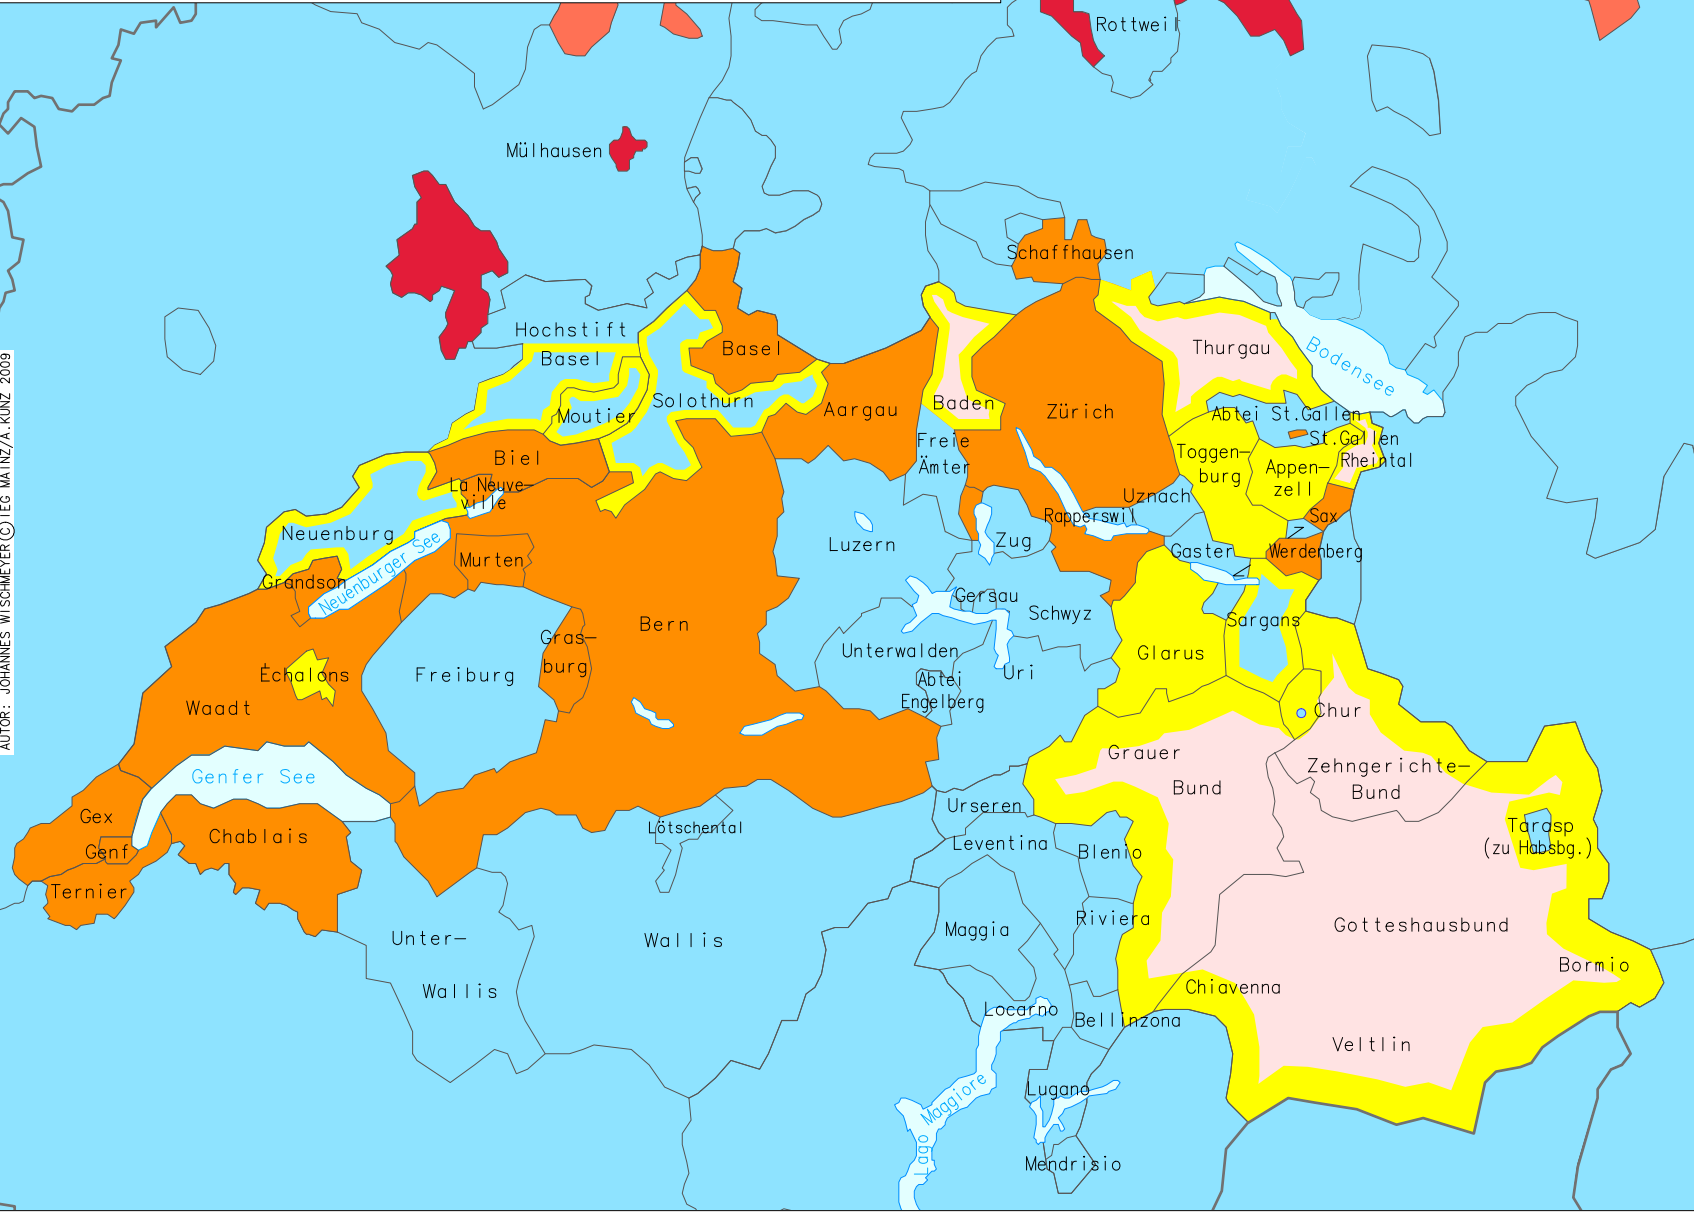 Rottweil
Mülhausen
Schaffhausen
Hochstift
Basel
Basel
Thurgau
Bodensee
Solothurn
Moutier
Aargau
Baden
Zürich
Abtei St.Gallen
St.Gallen
Freie
Ämter
Toggen-
burg
Appen-
zell
Rheintal
Biel
La Neuve-
ville
Uznach
Rapperswil
Sax
Neuenburg
Neuenburger See
Luzern
Zug
Gaster
Werdenberg
Murten
Grandson
Gersau
Schwyz
Sargans
Gras-
burg
Bern
Unterwalden
Glarus
Échalons
Freiburg
Abtei
Engelberg
Uri
Waadt
Chur
Grauer
Bund
Zehngerichte-
Bund
Genfer See
Gex
Genf
Chablais
Lötschental
Urseren
Leventina
Blenio
Tarasp
(zu Habsbg.)
Ternier
Unter-
Wallis
Wallis
Maggia
Riviera
Gotteshausbund
Bormio
Chiavenna
Locarno
Bellinzona
Veltlin
Lugano
Lago Maggiore
Mendrisio
AUTOR: JOHANNES WISCHMEYER/ⒸIEG MAINZ/A.KUNZ 2009